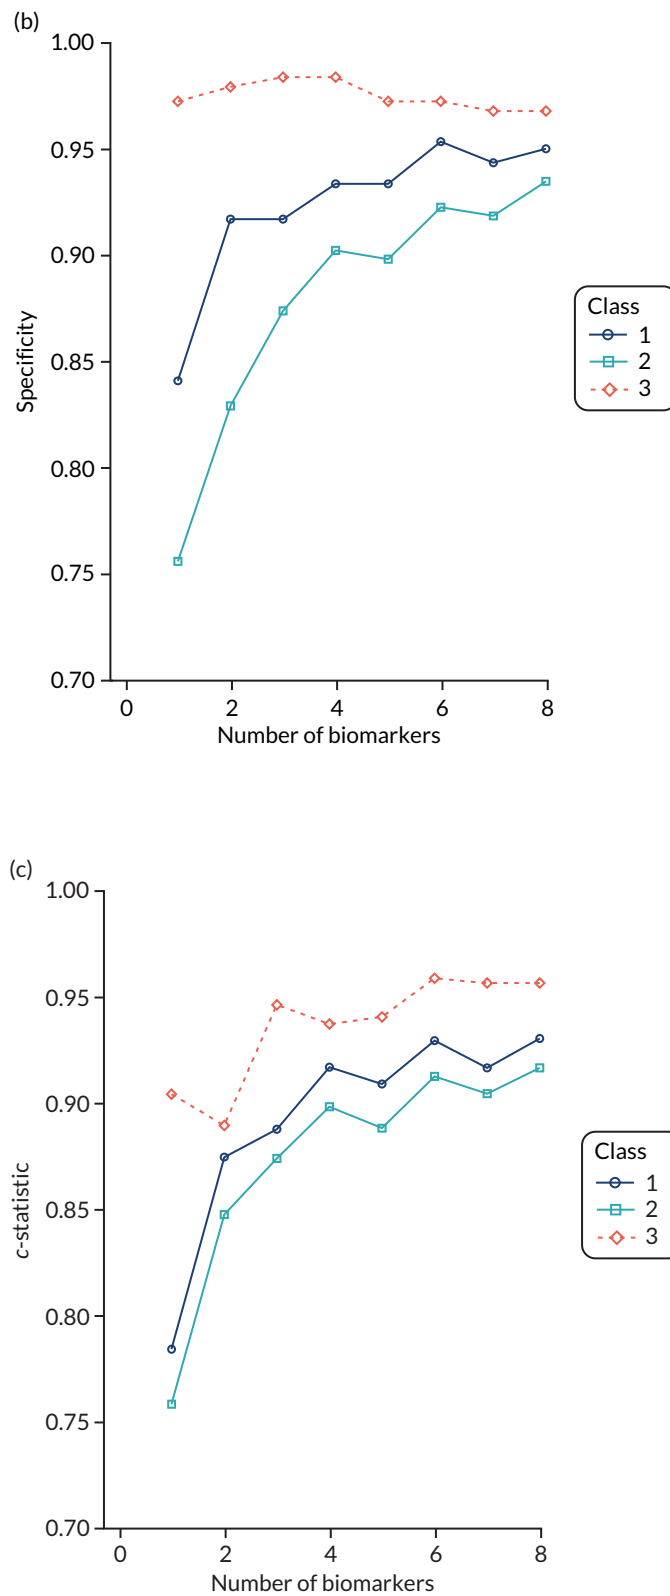 (b)
1.00
0.95
0.90
0.85
0.80
0.75
0.70
Specificity
0 2 4 6 8
Number of biomarkers
Class
1
2
3
(c)
1.00
0.95
0.90
0.85
0.80
0.75
0.70
c-statistic
0 2 4 6 8
Number of biomarkers
Class
1
2
3